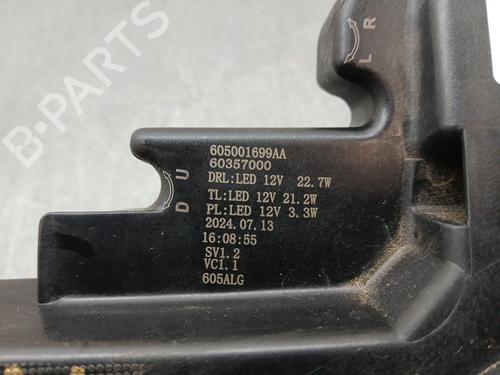 R
L
605001699AA
60357000
DRL:LED 12V 22.7W
TL:LED 12V 21.2W
PL:LED 12V 3.3W
2024.07.13
16:08:55
SV1.2
VC1.1
605ALG
U
D
B-PARTS